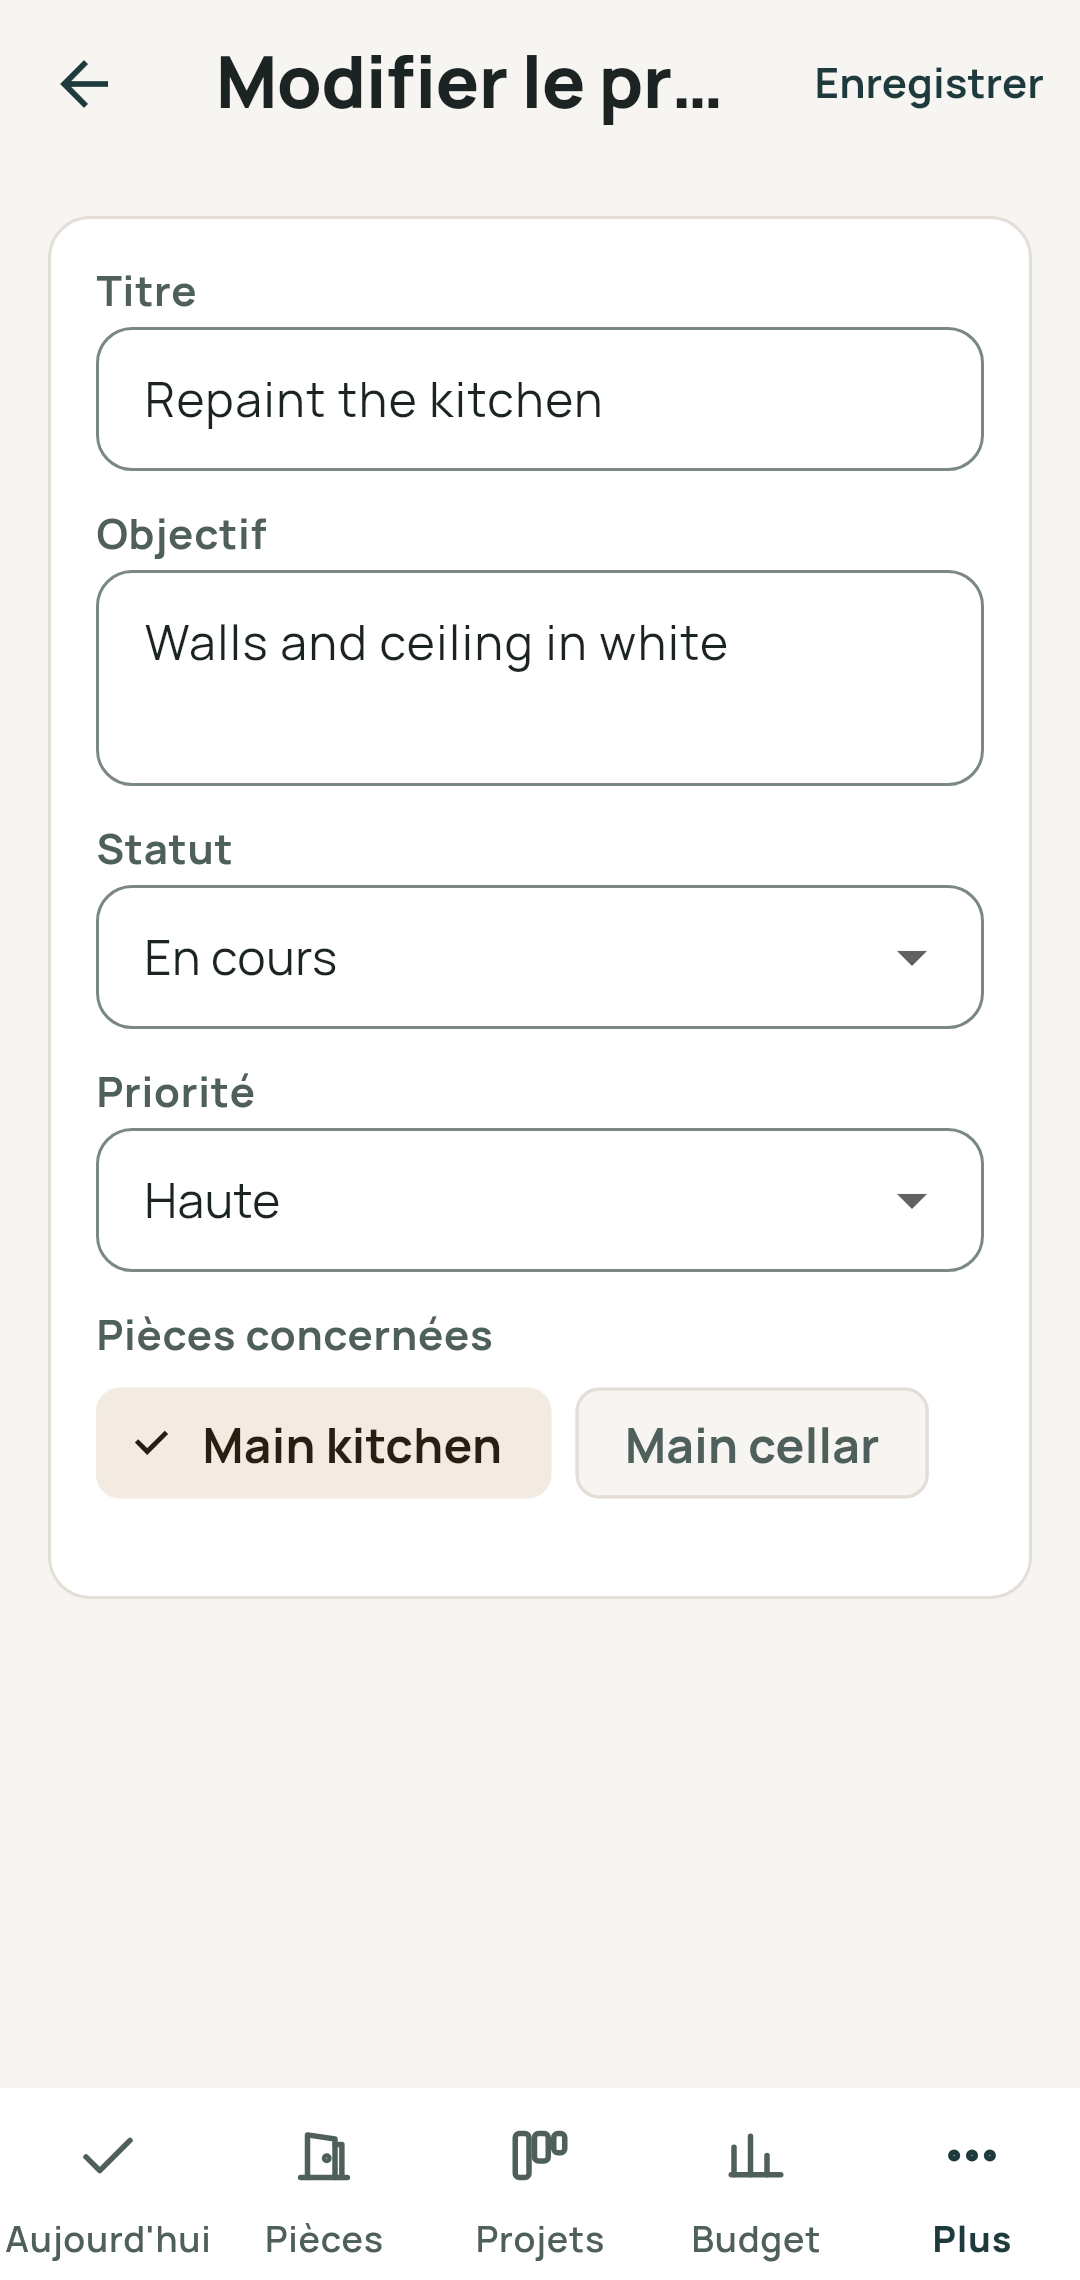 Modifier le pr...
Enregistrer
Titre
Repaint the kitchen
Objectif
Walls and ceiling in white
Statut
En cours
Priorité
Haute
Pièces concernées
Main kitchen
Main cellar
Aujourd'hui
Pièces
Projets
Budget
Plus